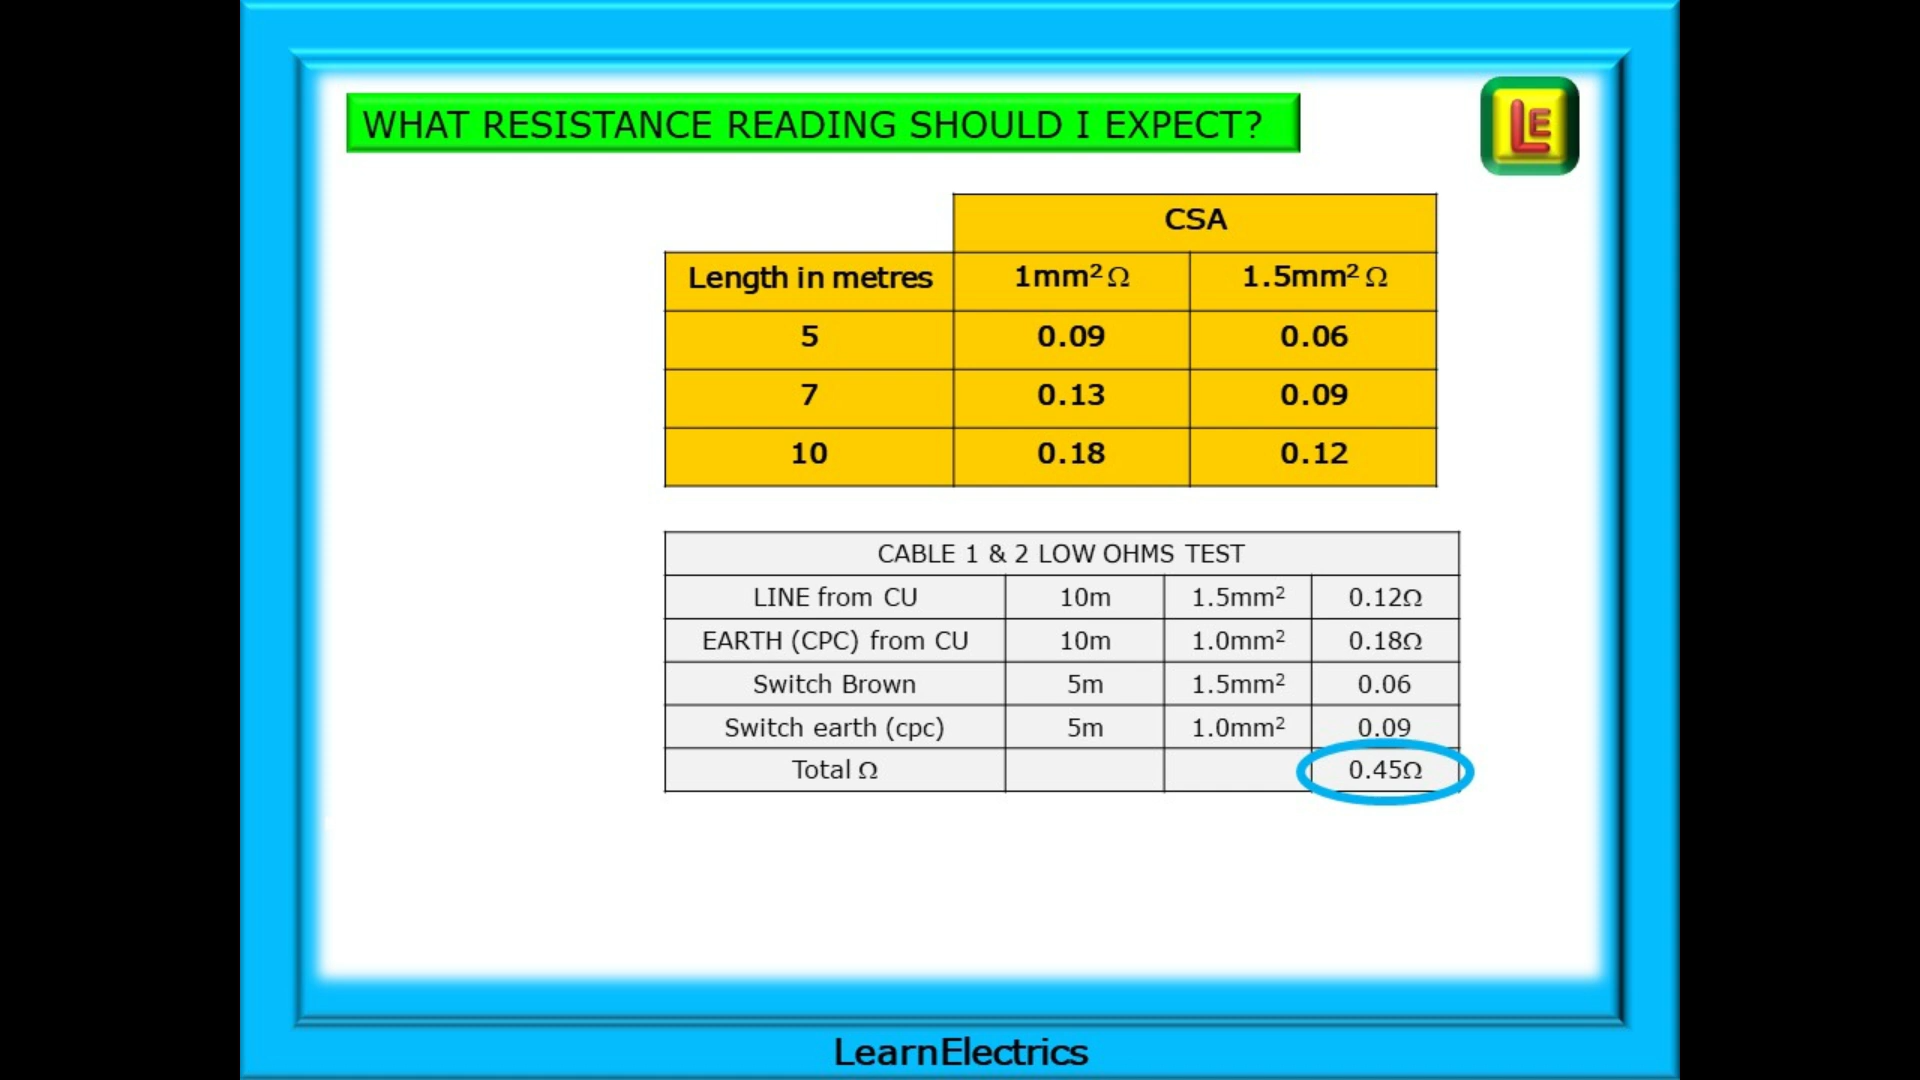 WHAT RESISTANCE READING SHOULD I EXPECT?
LE
CSA
Length in metres 1mm² Ω 1.5mm² Ω
5 0.09 0.06
7 0.13 0.09
10 0.18 0.12
CABLE 1 & 2 LOW OHMS TEST
LINE from CU 10m 1.5mm² 0.12Ω
EARTH (CPC) from CU 10m 1.0mm² 0.18Ω
Switch Brown 5m 1.5mm² 0.06
Switch earth (cpc) 5m 1.0mm² 0.09
Total Ω 0.45Ω
LearnElectrics